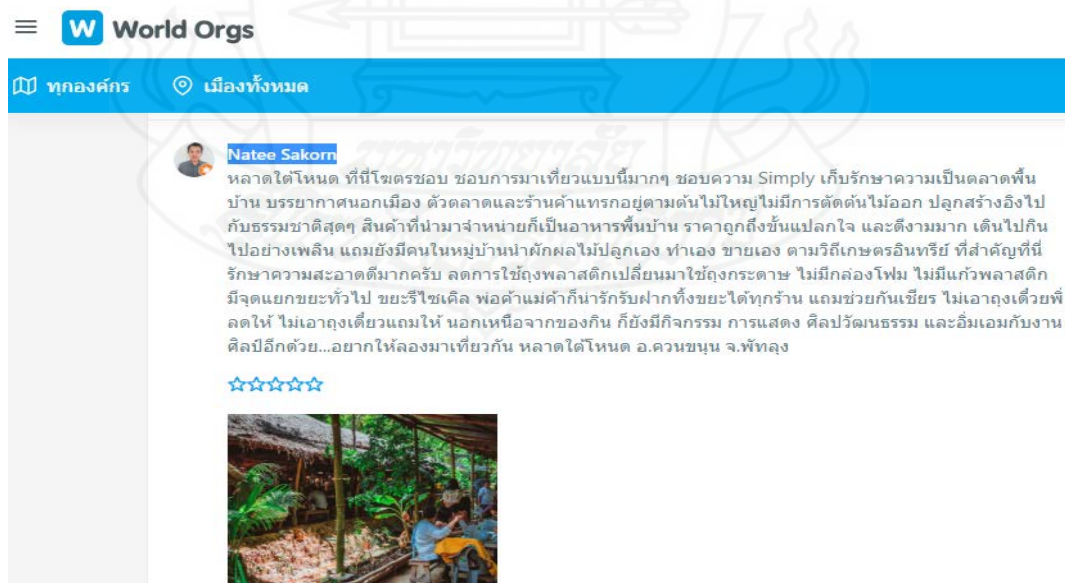 W World Orgs
ทุกองค์กร เมืองทั้งหมด
Natee Sakorn
หลาดใต้โหนด ที่นี่โฆตรชอบ ชอบการมาเที่ยวแบบนี้มากๆ ชอบความ Simply เก็บรักษาความเป็นตลาดพื้น
บ้าน บรรยากาศนอกเมือง ตัวตลาดและร้านค้าแทรกอยู่ตามต้นไม้ใหญ่ไม่มีการตัดต้นไม้ออก ปลูกสร้างอิงไป
กับธรรมชาติสุดๆ สินค้าที่นำมาจำหน่ายก็เป็นอาหารพื้นบ้าน ราคาถูกถึงขั้นแปลกใจ และดีงามมาก เดินไปกิน
ไปอย่างเพลิน แถมยังมีคนในหมู่บ้านนำผักผลไม้ปลูกเอง ทำเอง ขายเอง ตามวิถีเกษตรอินทรีย์ ที่สำคัญที่นี่
รักษาความสะอาดดีมากครับ ลดการใช้ถุงพลาสติกเปลี่ยนมาใช้ถุงกระดาษ ไม่มีกล่องโฟม ไม่มีแก้วพลาสติก
มีจุดแยกขยะทั่วไป ขยะรีไซเคิล พ่อค้าแม่ค้าก็น่ารักรับฝากทิ้งขยะได้ทุกร้าน แถมช่วยกันเชียร ไม่เอาถุงเดี๋ยวพี่
ลดให้ ไม่เอาถุงเดี๋ยวแถมให้ นอกเหนือจากของกิน ก็ยังมีกิจกรรม การแสดง ศิลปวัฒนธรรม และอิ่มเอมกับงาน
ศิลป์อีกด้วย...อยากให้ลองมาเที่ยวกัน หลาดใต้โหนด อ.ควนขนุน จ.พัทลุง